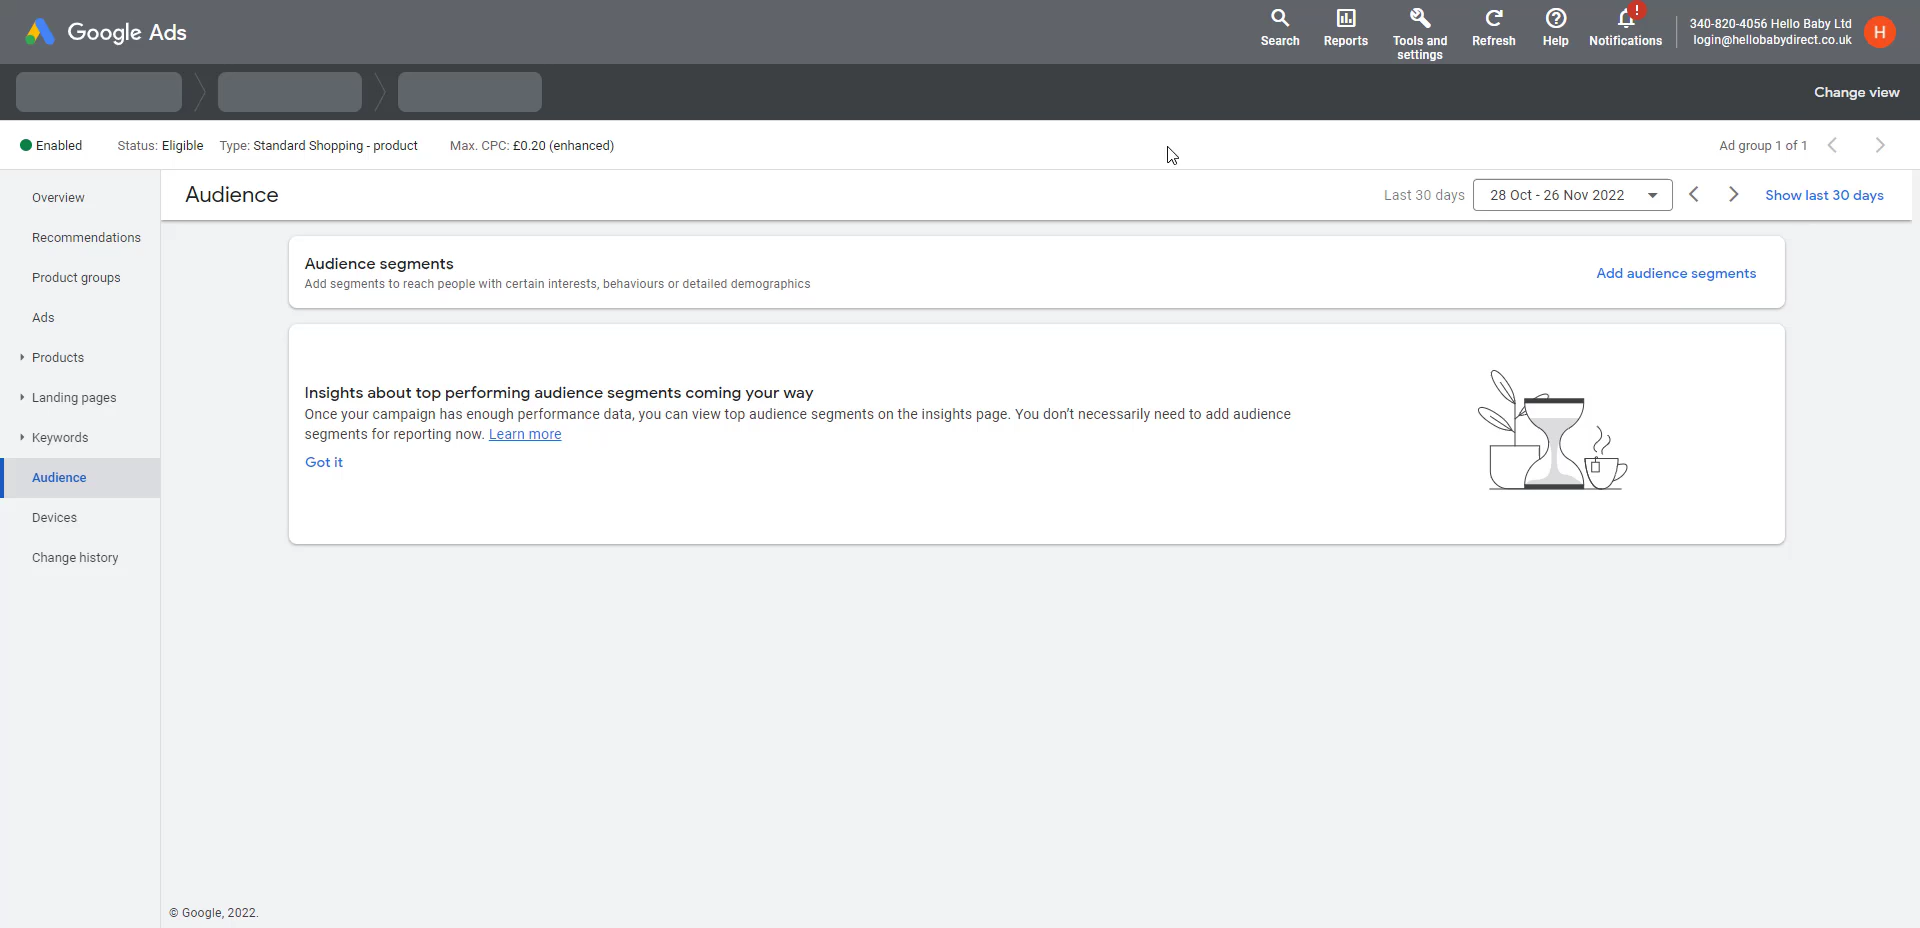 Google Ads
Search
Reports
Tools and
settings
Refresh
Help
Notifications
!
340-820-4056 Hello Baby Ltd
login@hellobabydirect.co.uk
H
Change view
Enabled
Status: Eligible
Type: Standard Shopping - product
Max. CPC: £0.20 (enhanced)
Ad group 1 of 1
Overview
Recommendations
Product groups
Ads
Products
Landing pages
Keywords
Audience
Devices
Change history
Audience
Last 30 days
28 Oct - 26 Nov 2022
Show last 30 days
Audience segments
Add segments to reach people with certain interests, behaviours or detailed demographics
Add audience segments
Insights about top performing audience segments coming your way
Once your campaign has enough performance data, you can view top audience segments on the insights page. You don’t necessarily need to add audience
segments for reporting now. Learn more
Got it
© Google, 2022.